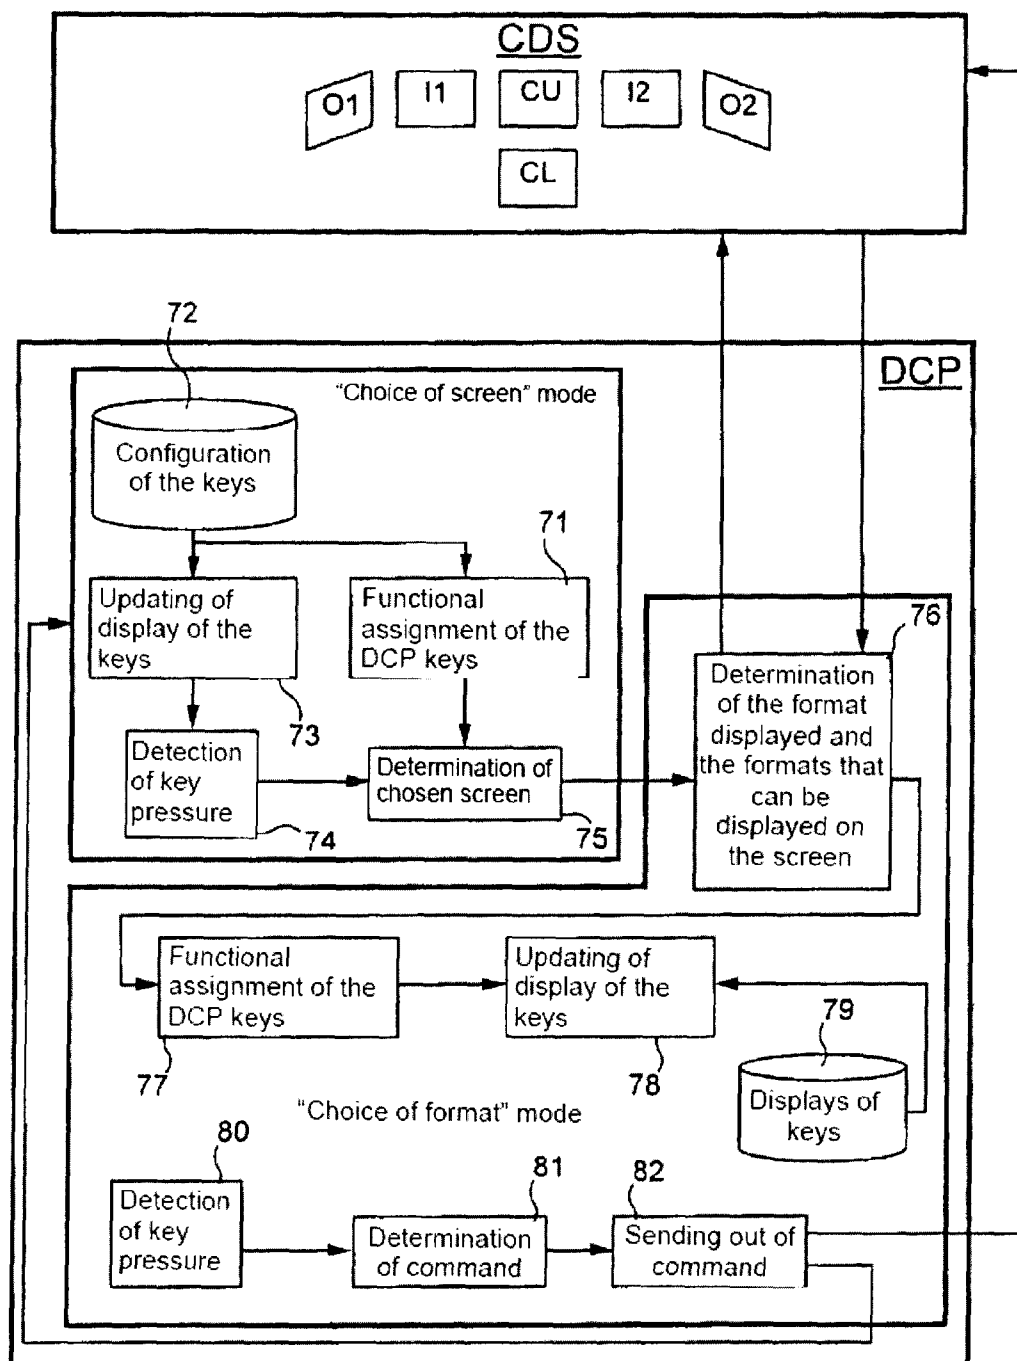 CDS
O1
I1
CU
I2
O2
CL
72
DCP
"Choice of screen" mode
Configuration
of the keys
71
Updating of
display of the
keys
Functional
assignment of the
DCP keys
76
73
Determination
of the format
displayed and
the formats that
can be
displayed on
the screen
Detection
of key
pressure
Determination of
chosen screen
74
75
Functional
assignment of the
DCP keys
Updating of
display of the
keys
79
77
78
Displays of
keys
"Choice of format" mode
80
81
82
Detection
of key
pressure
Determination
of command
Sending out of
command